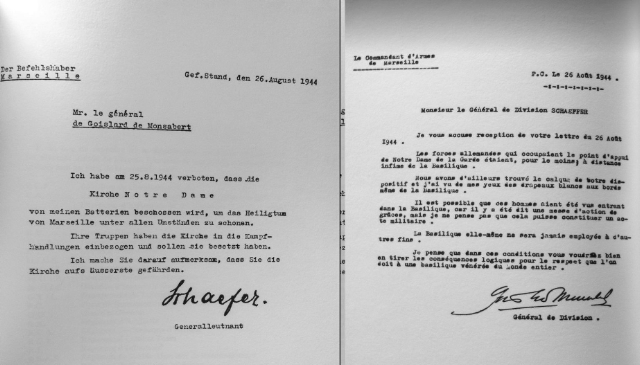 Der Befehlshaber
Marseille
Gef.Stand, den 26.August 1944
Mr. le général
de Goislard de Monsabert
Ich habe am 25.8.1944 verboten, dass die
Kirche Notre Dame
von meinen Batterien beschossen wird, um das Heiligtum
von Marseille unter allen Umständen zu schonen.
Ihre Truppen haben die Kirche in die Kampf-
handlungen einbezogen und sollen sie besetzt haben.
Ich mache Sie darauf aufmerksam, dass Sie die
Kirche aufs Äusserste gefährden.
Schaefer.
Generalleutnant
Le Commandant d'Armes
de Marseille
P.C. Le 26 Août 1944 .
Monsieur le Général de Division SCHAEFFER
Je vous accuse reception de votre lettre du 26 Août
1944 .
Les forces allemandes qui occupaient le point d'appui
de Notre Dame de la Garde étaient, pour le moins, à distance
infime de la Basilique .
Nous avons d'ailleurs trouvé le calque de votre dis-
positif et j'ai vu de mes yeux des drapeaux blancs aux bords
même de la Basilique .
Il est possible que ces hommes aient été vus entrant
dans la Basilique, car il y a été dit une messe d'action de
grâces, mais je ne pense pas que cela puisse constituer un ac-
te militaire .
La Basilique elle-même ne sera jamais employée à d'au-
tres fins .
Je pense que dans ces conditions vous voudrez bien
en tirer les conséquences logiques pour le respect que l'on
doit à une basilique vénérée du monde entier .
Général de Division .